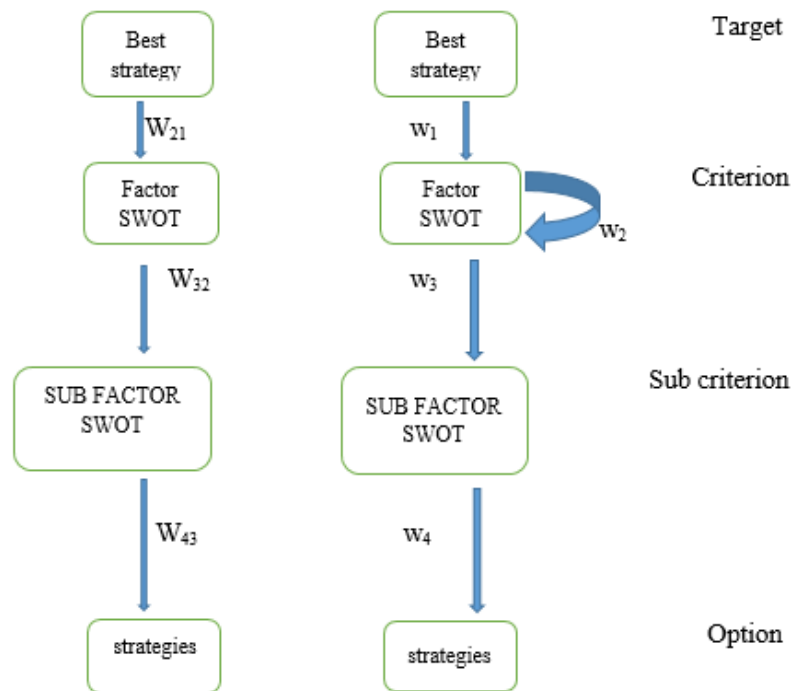 Best
strategy
Best
strategy
Target
W₂₁
w₁
Factor
SWOT
Factor
SWOT
w₂
Criterion
W₃₂
w₃
SUB FACTOR
SWOT
SUB FACTOR
SWOT
Sub criterion
W₄₃
w₄
strategies
strategies
Option